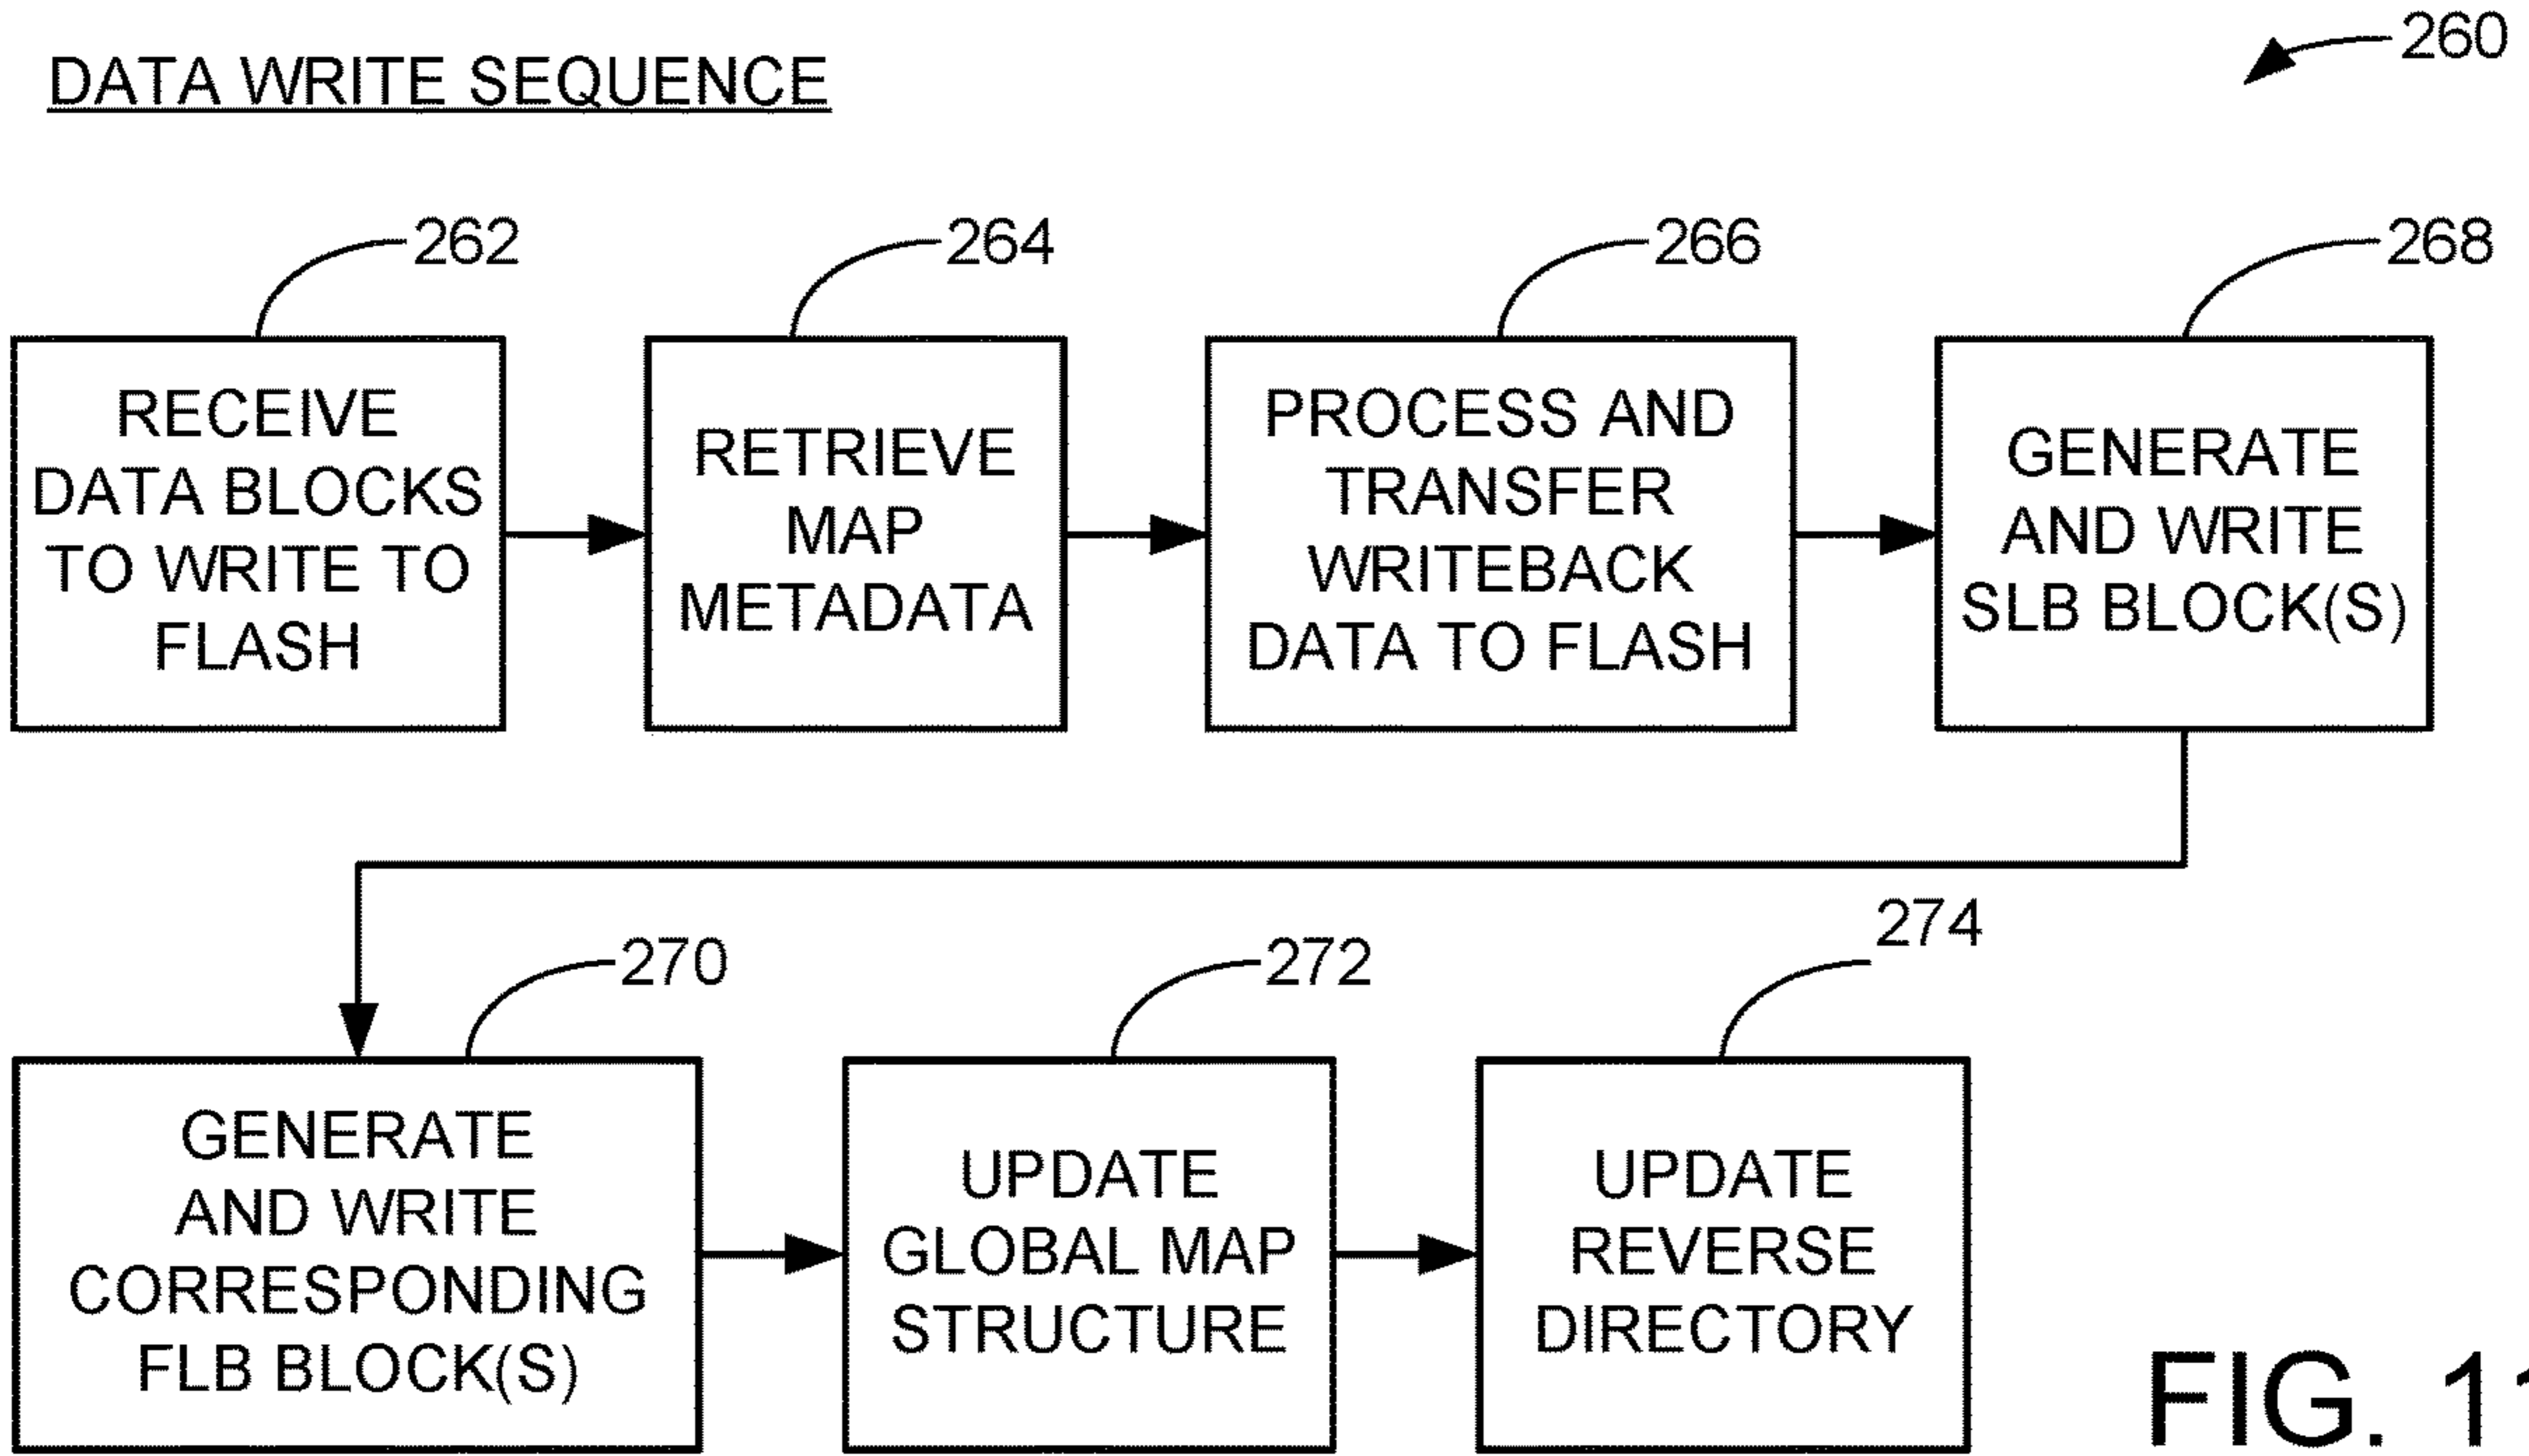 DATA WRITE SEQUENCE
260
262
264
266
268
RECEIVE
DATA BLOCKS
TO WRITE TO
FLASH
RETRIEVE
MAP
METADATA
PROCESS AND
TRANSFER
WRITEBACK
DATA TO FLASH
GENERATE
AND WRITE
SLB BLOCK(S)
270
272
274
GENERATE
AND WRITE
CORRESPONDING
FLB BLOCK(S)
UPDATE
GLOBAL MAP
STRUCTURE
UPDATE
REVERSE
DIRECTORY
FIG. 11